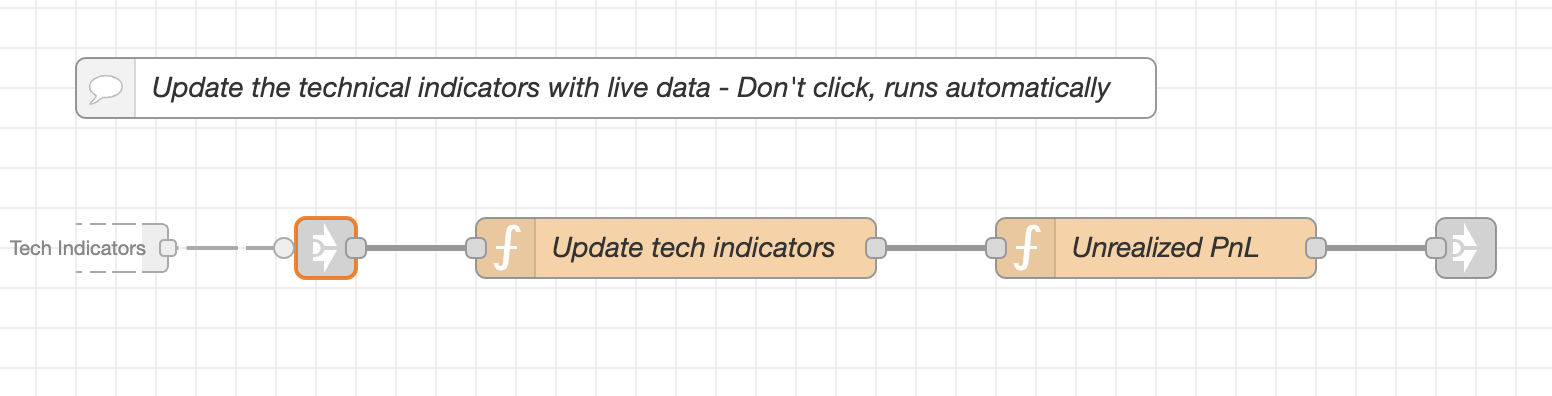 Update the technical indicators with live data - Don't click, runs automatically
Tech Indicators
Update tech indicators
Unrealized PnL